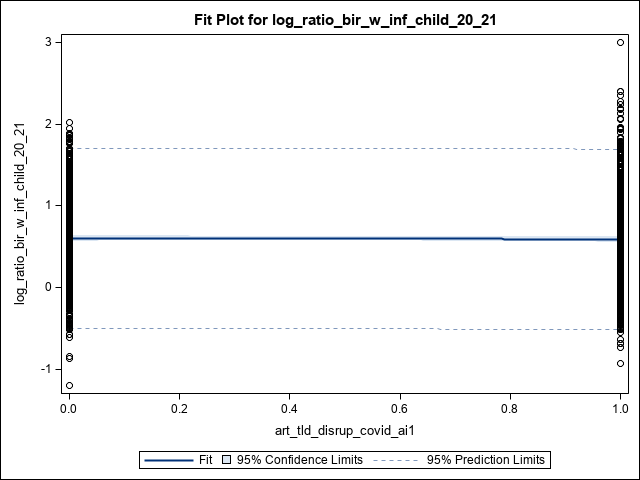 Fit Plot for log_ratio_bir_w_inf_child_20_21
log_ratio_bir_w_inf_child_20_21
3
2
1
0
-1
0.0 0.2 0.4 0.6 0.8 1.0
art_tld_disrup_covid_ai1
Fit 95% Confidence Limits 95% Prediction Limits